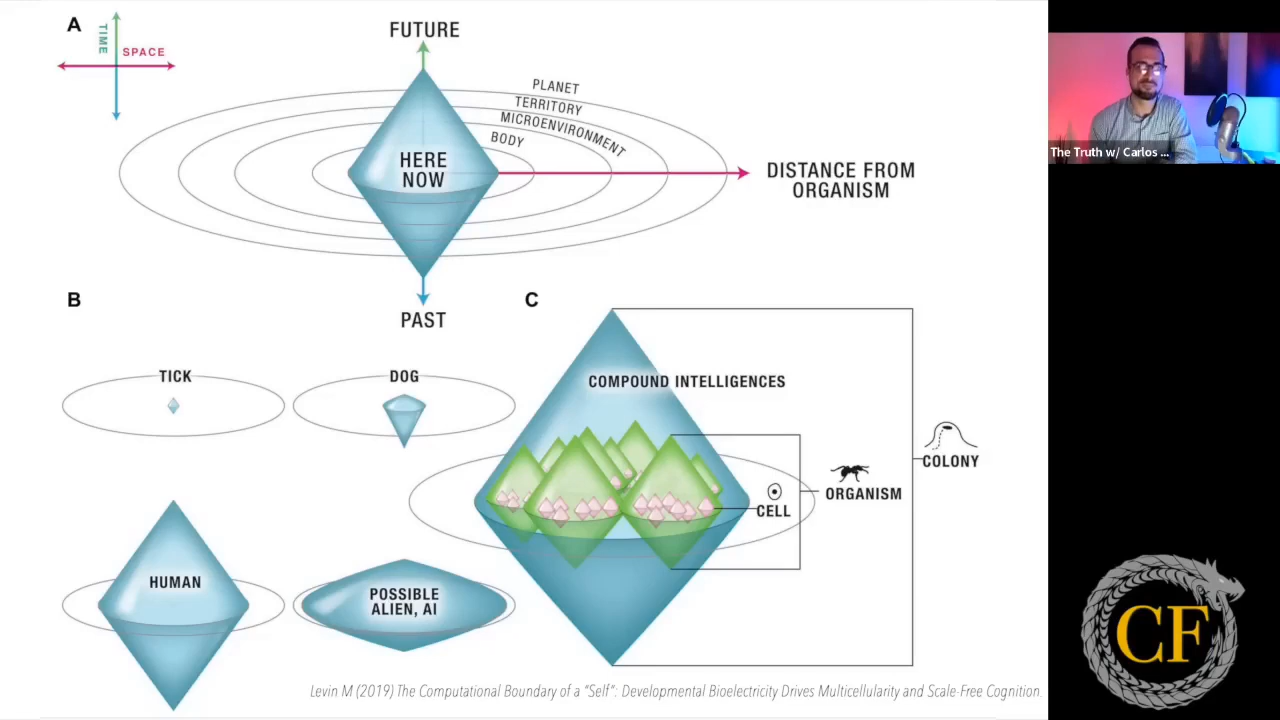 A
TIME
SPACE
FUTURE
PLANET
TERRITORY
MICROENVIRONMENT
BODY
HERE
NOW
DISTANCE FROM
ORGANISM
PAST
B
TICK
DOG
HUMAN
POSSIBLE
ALIEN, AI
C
COMPOUND INTELLIGENCES
CELL
ORGANISM
COLONY
Levin M (2019) The Computational Boundary of a "Self": Developmental Bioelectricity Drives Multicellularity and Scale-Free Cognition.
The Truth w/ Carlos ...
CF